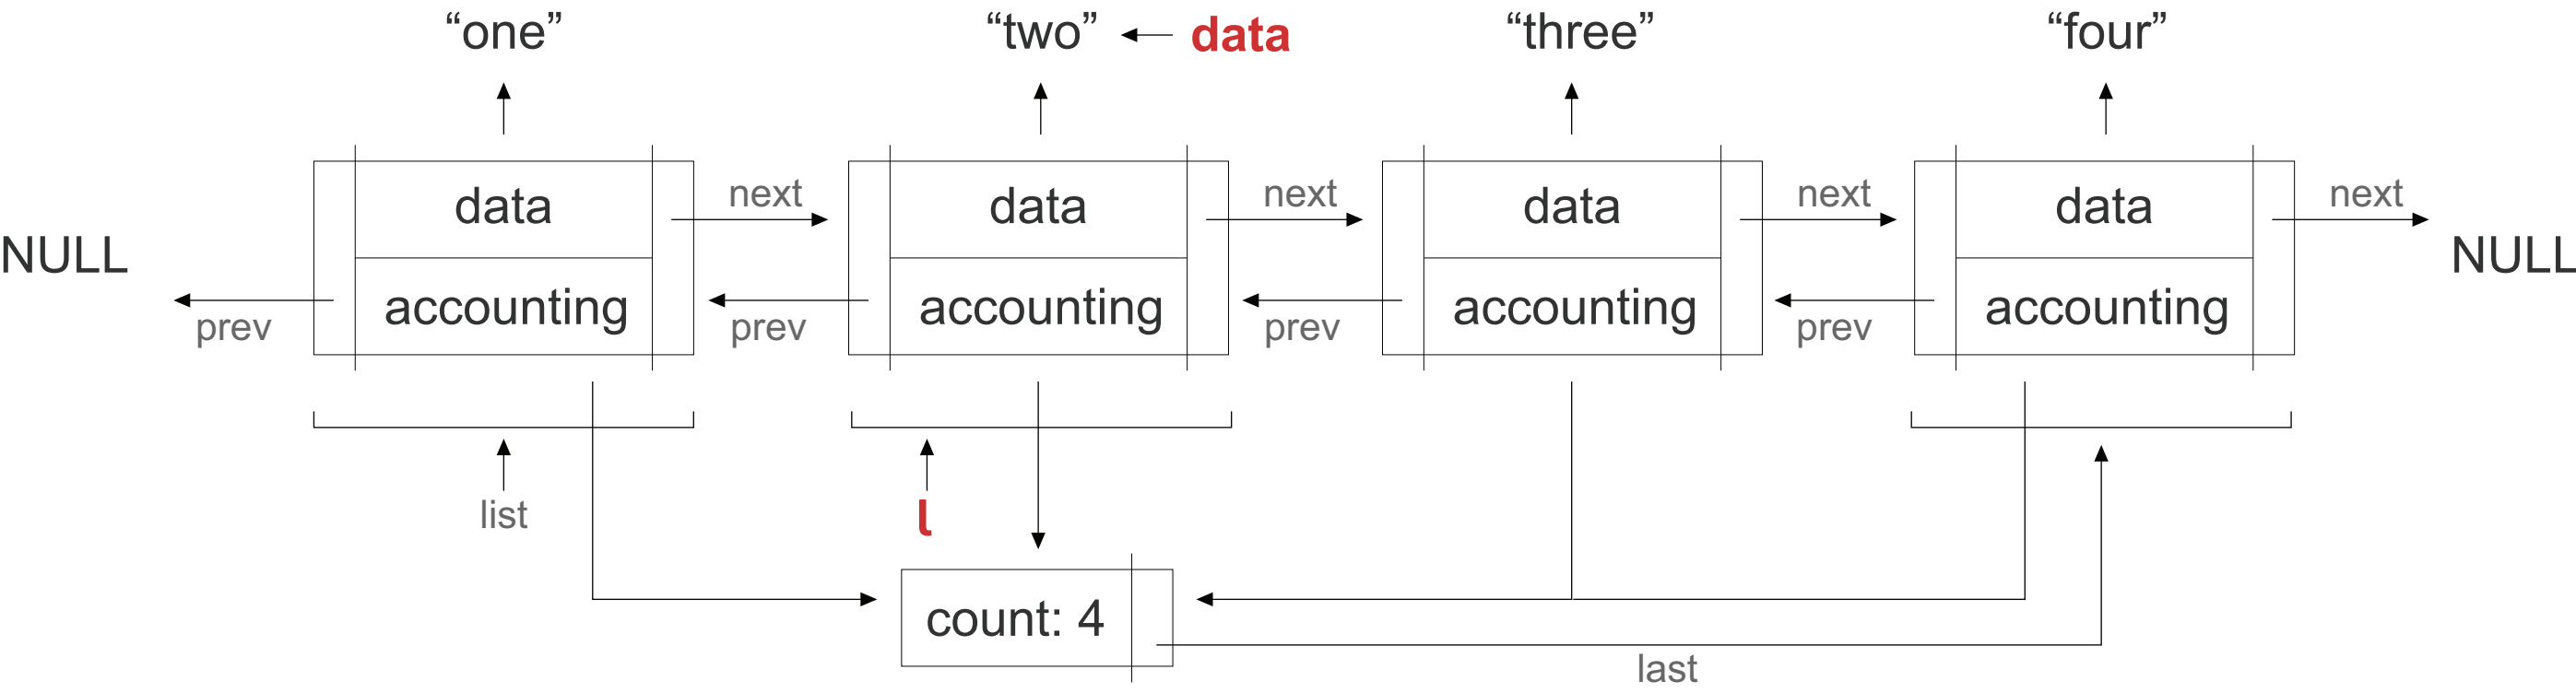 “one”
“two”
data
“three”
“four”
NULL
data
next
data
next
data
next
data
next
NULL
prev
accounting
prev
accounting
prev
accounting
prev
accounting
list
l
count: 4
last